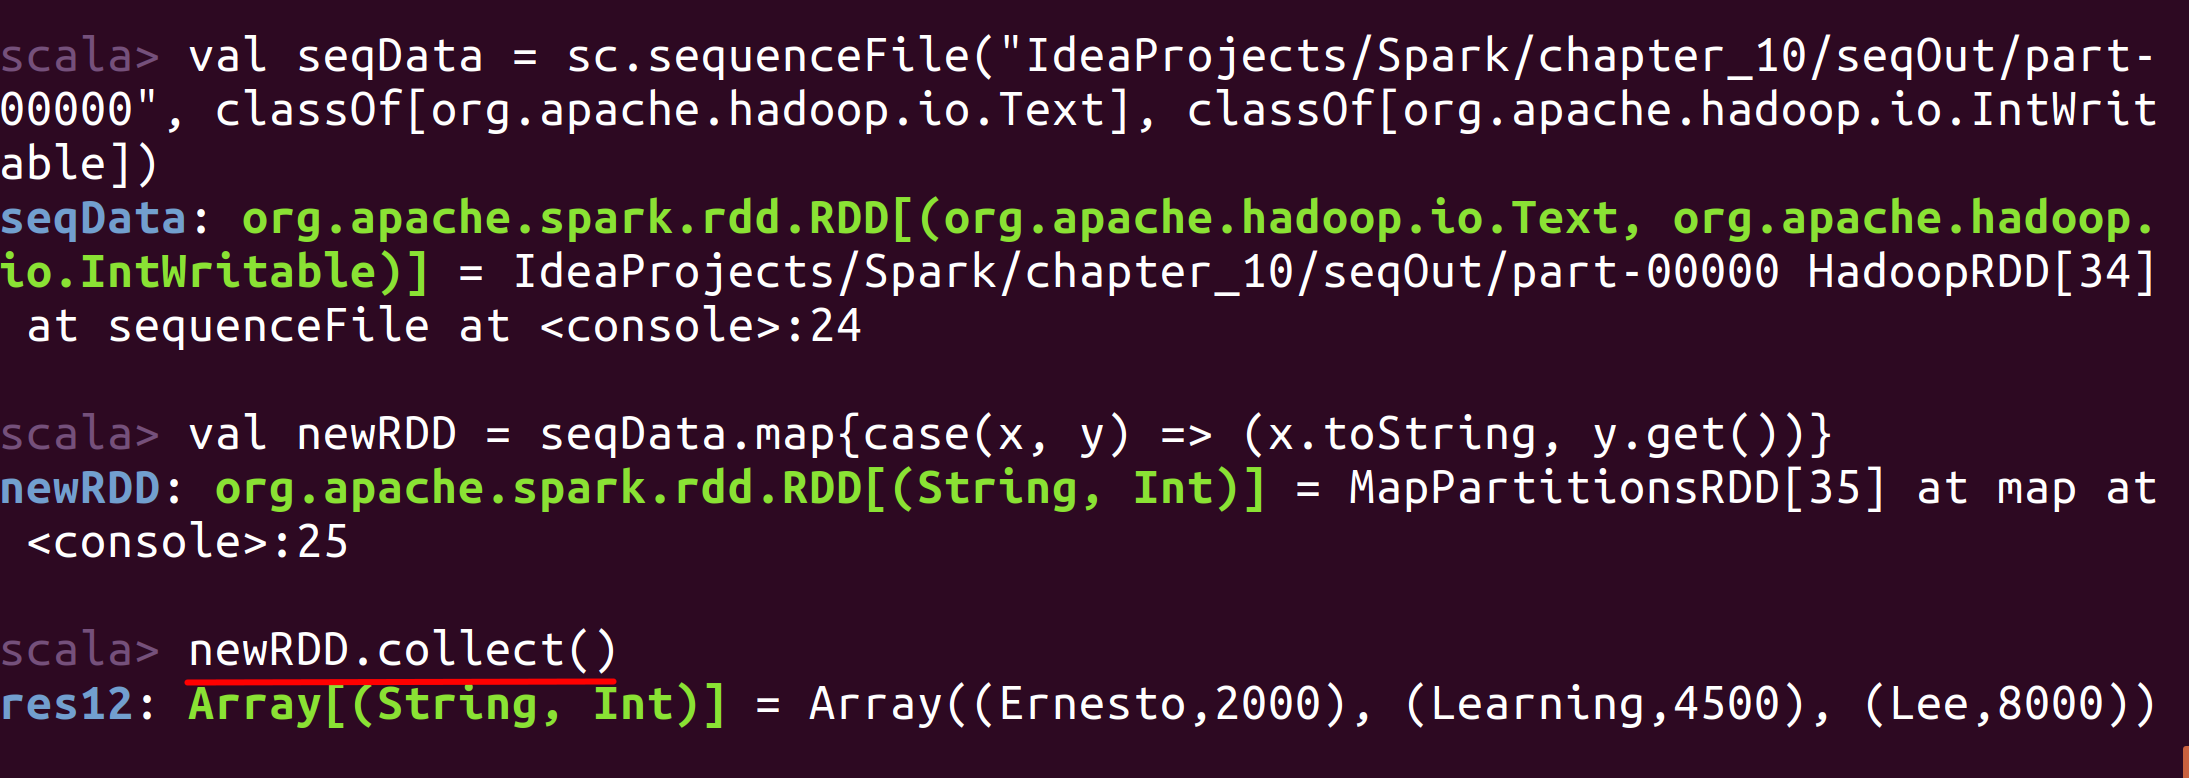 scala> val seqData = sc.sequenceFile("IdeaProjects/Spark/chapter_10/seqOut/part-
00000", classOf[org.apache.hadoop.io.Text], classOf[org.apache.hadoop.io.IntWrit
able])
seqData: org.apache.spark.rdd.RDD[(org.apache.hadoop.io.Text, org.apache.hadoop.
io.IntWritable)] = IdeaProjects/Spark/chapter_10/seqOut/part-00000 HadoopRDD[34]
 at sequenceFile at <console>:24
scala> val newRDD = seqData.map{case(x, y) => (x.toString, y.get())}
newRDD: org.apache.spark.rdd.RDD[(String, Int)] = MapPartitionsRDD[35] at map at
 <console>:25
scala> newRDD.collect()
res12: Array[(String, Int)] = Array((Ernesto,2000), (Learning,4500), (Lee,8000))